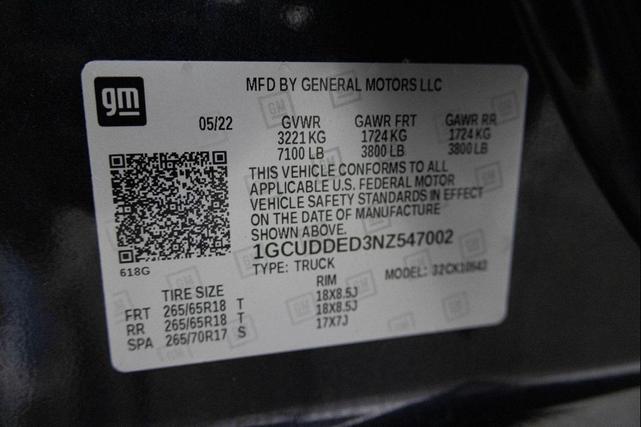 gm
MFD BY GENERAL MOTORS LLC
05/22
GVWR GAWR FRT GAWR RR
3221 KG 1724 KG 1724 KG
7100 LB 3800 LB 3800 LB
THIS VEHICLE CONFORMS TO ALL
APPLICABLE U.S. FEDERAL MOTOR
VEHICLE SAFETY STANDARDS IN EFFECT
ON THE DATE OF MANUFACTURE
SHOWN ABOVE.
1GCUDDED3NZ547002
TYPE: TRUCK MODEL:
618G
TIRE SIZE RIM
FRT 265/65R18 T 18X8.5J
RR 265/65R18 T 18X8.5J
SPA 265/70R17 S 17X7J